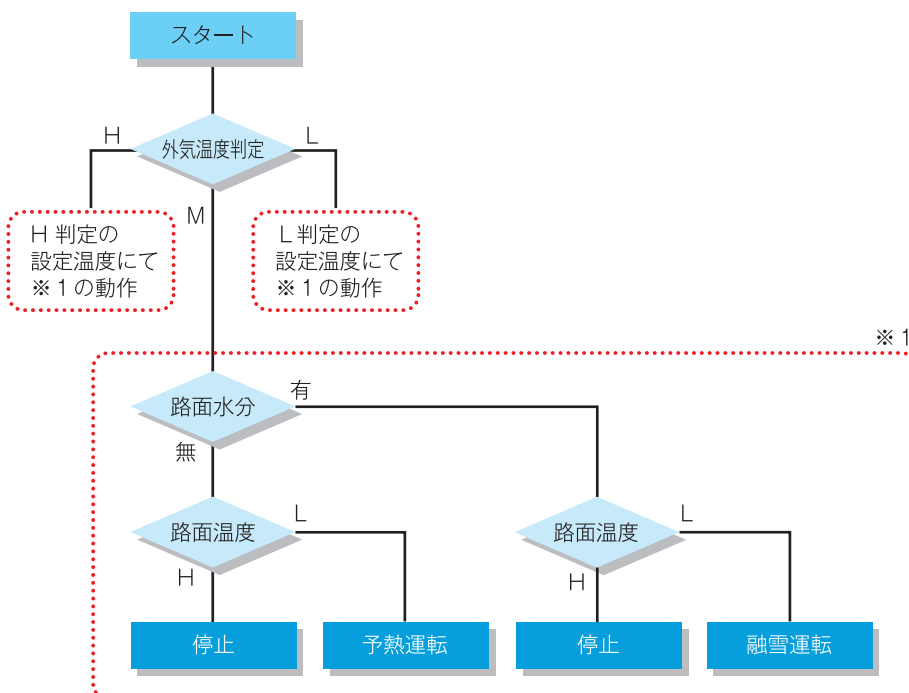 スタート
外気温度判定
H
L
M
H 判定の
設定温度にて
※1の動作
L 判定の
設定温度にて
※1の動作
※1
路面水分
有
無
路面温度
L
H
路面温度
L
H
停止
予熱運転
停止
融雪運転